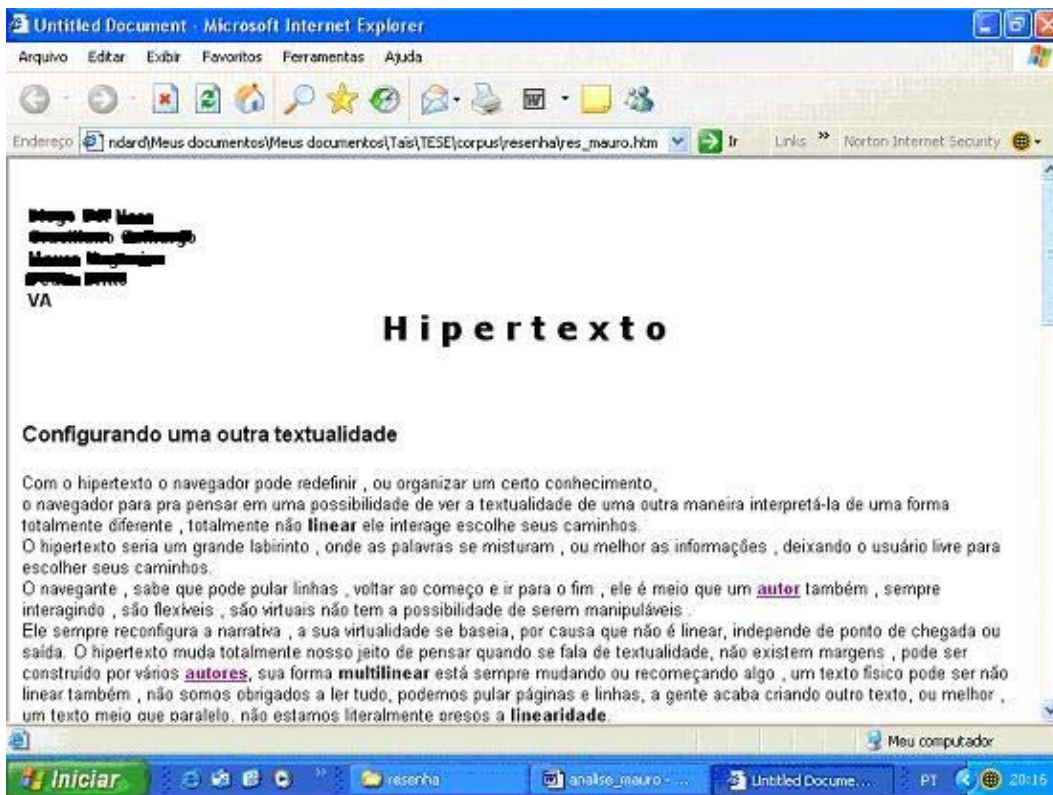 Untitled Document - Microsoft Internet Explorer
Arquivo Editar Exibir Favoritos Ferramentas Ajuda
Endereço ndard\Meus documentos\Meus documentos\Taís\TESE\corpus\resenha\res_mauro.htm Ir Links » Norton Internet Security
VA
Hipertexto
Configurando uma outra textualidade
Com o hipertexto o navegador pode redefinir , ou organizar um certo conhecimento,
o navegador para pra pensar em uma possibilidade de ver a textualidade de uma outra maneira interpretá-la de uma forma
totalmente diferente , totalmente não linear ele interage escolhe seus caminhos.
O hipertexto seria um grande labirinto , onde as palavras se misturam , ou melhor as informações , deixando o usuário livre para
escolher seus caminhos.
O navegante , sabe que pode pular linhas , voltar ao começo e ir para o fim , ele é meio que um autor também , sempre
interagindo , são flexíveis , são virtuais não tem a possibilidade de serem manipuláveis .
Ele sempre reconfigura a narrativa , a sua virtualidade se baseia, por causa que não é linear, independe de ponto de chegada ou
saída. O hipertexto muda totalmente nosso jeito de pensar quando se fala de textualidade, não existem margens , pode ser
construído por vários autores, sua forma multilinear está sempre mudando ou recomeçando algo , um texto físico pode ser não
linear também , não somos obrigados a ler tudo, podemos pular páginas e linhas, a gente acaba criando outro texto, ou melhor ,
um texto meio que paralelo, não estamos literalmente presos a linearidade.
Meu computador
Iniciar » resenha analise_mauro - ... Untitled Docume... PT 20:16